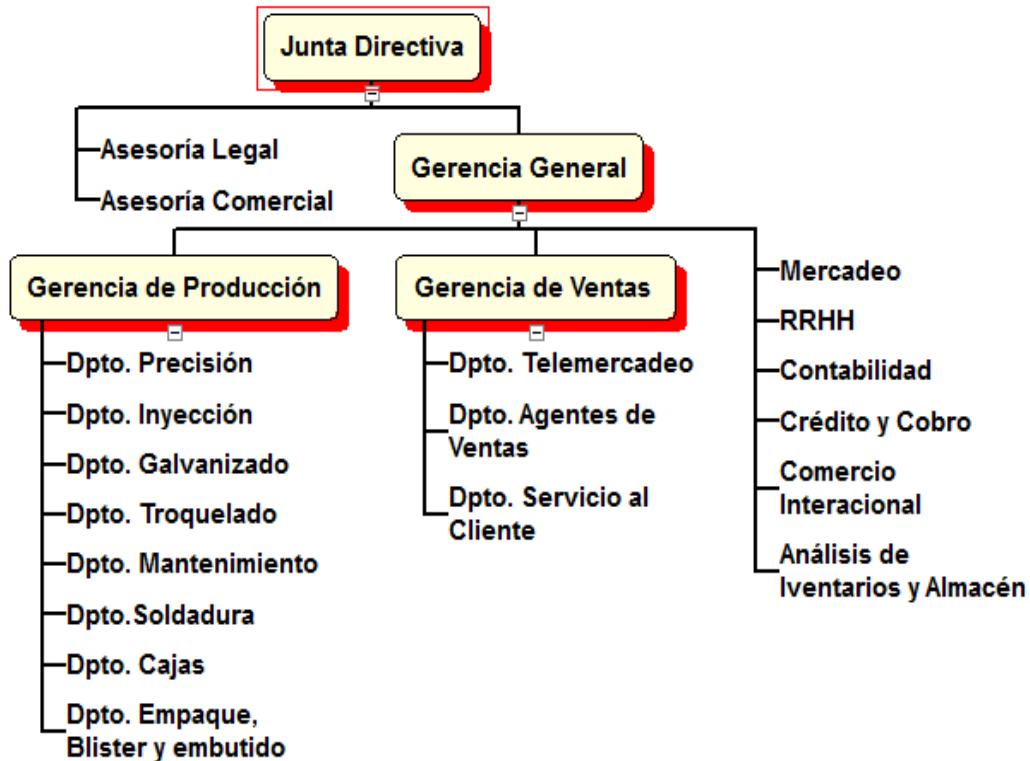 Junta Directiva
Asesoría Legal
Asesoría Comercial
Gerencia General
Gerencia de Producción
Dpto. Precisión
Dpto. Inyección
Dpto. Galvanizado
Dpto. Troquelado
Dpto. Mantenimiento
Dpto.Soldadura
Dpto. Cajas
Dpto. Empaque,
Blister y embutido
Gerencia de Ventas
Dpto. Telemercadeo
Dpto. Agentes de
Ventas
Dpto. Servicio al
Cliente
Mercadeo
RRHH
Contabilidad
Crédito y Cobro
Comercio
Interacional
Análisis de
Iventarios y Almacén